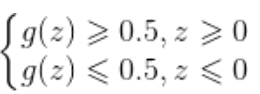 g(z) ⩾ 0.5, z ⩾ 0
g(z) ⩽ 0.5, z ⩽ 0